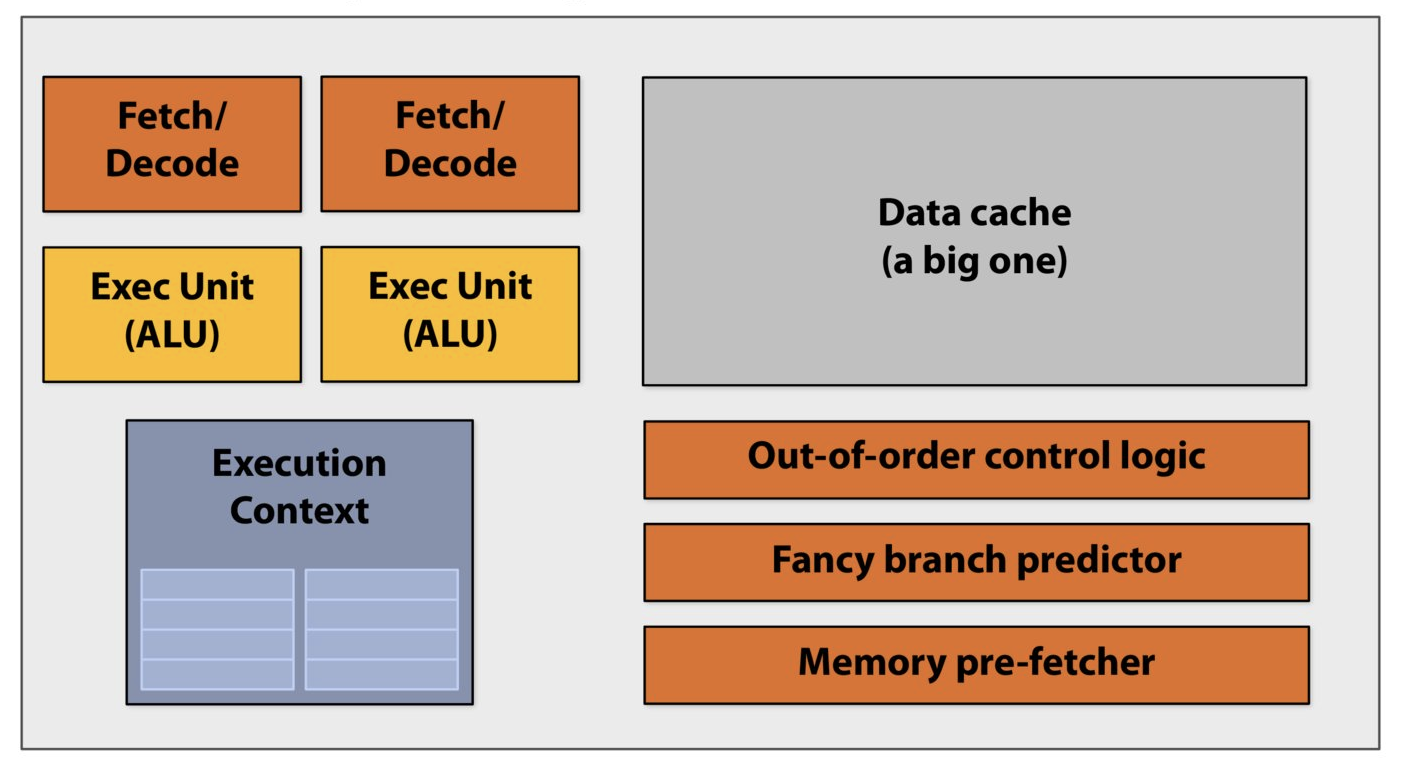 Fetch/
Decode
Fetch/
Decode
Exec Unit
(ALU)
Exec Unit
(ALU)
Execution
Context
Data cache
(a big one)
Out-of-order control logic
Fancy branch predictor
Memory pre-fetcher